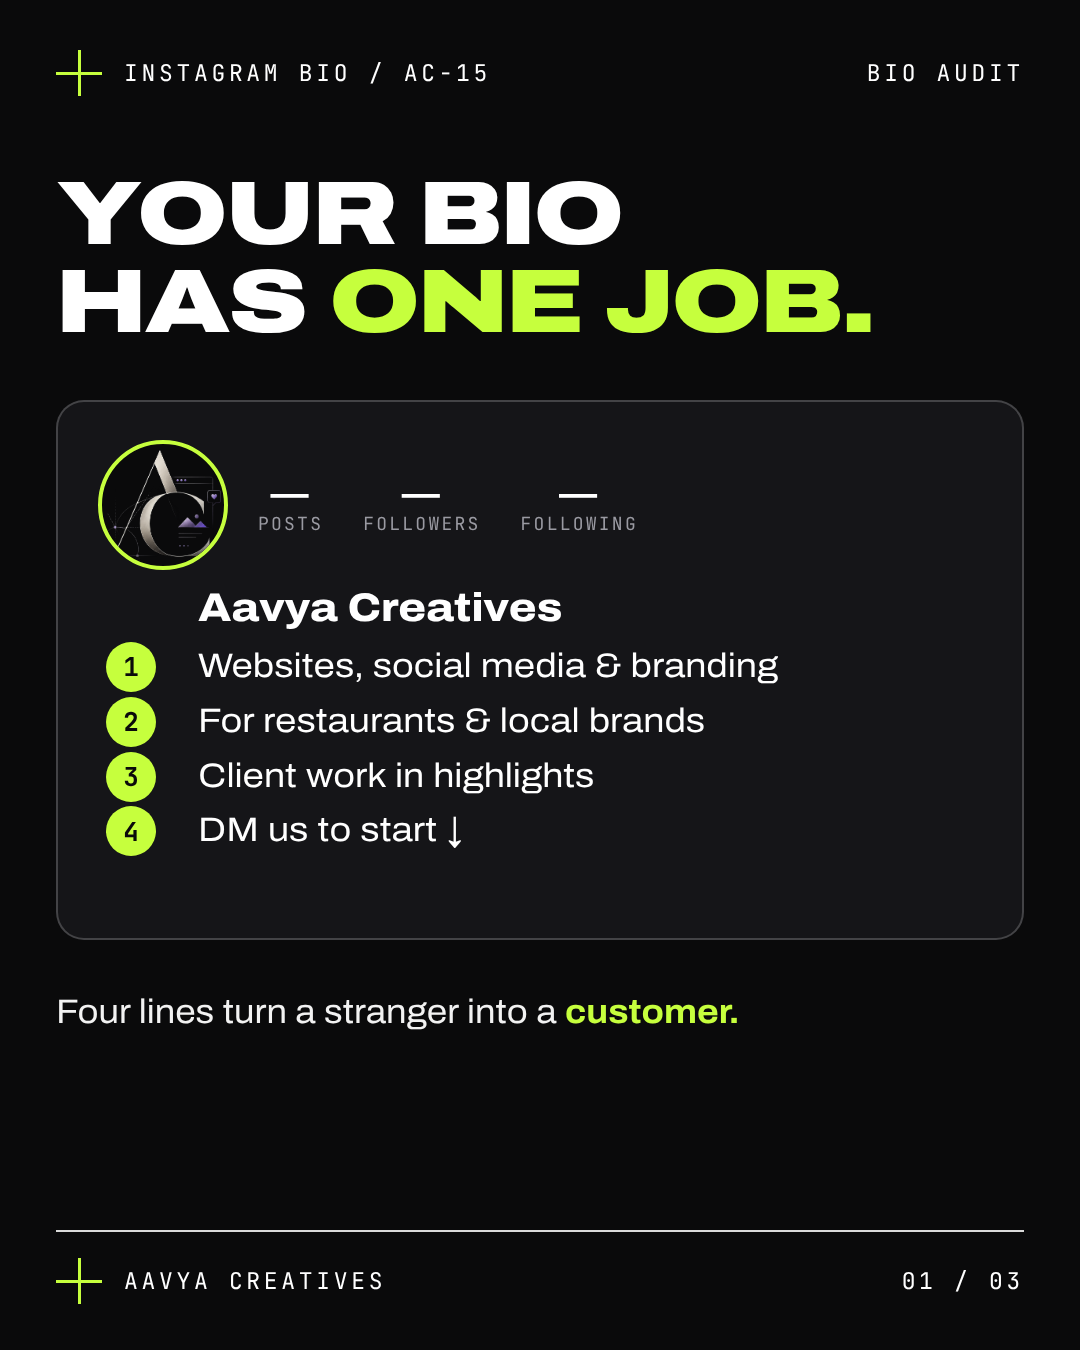 INSTAGRAM BIO / AC-15
BIO AUDIT
YOUR BIO
HAS ONE JOB.
— — —
POSTS FOLLOWERS FOLLOWING
Aavya Creatives
1 Websites, social media & branding
2 For restaurants & local brands
3 Client work in highlights
4 DM us to start ↓
Four lines turn a stranger into a customer.
AAVYA CREATIVES
01 / 03